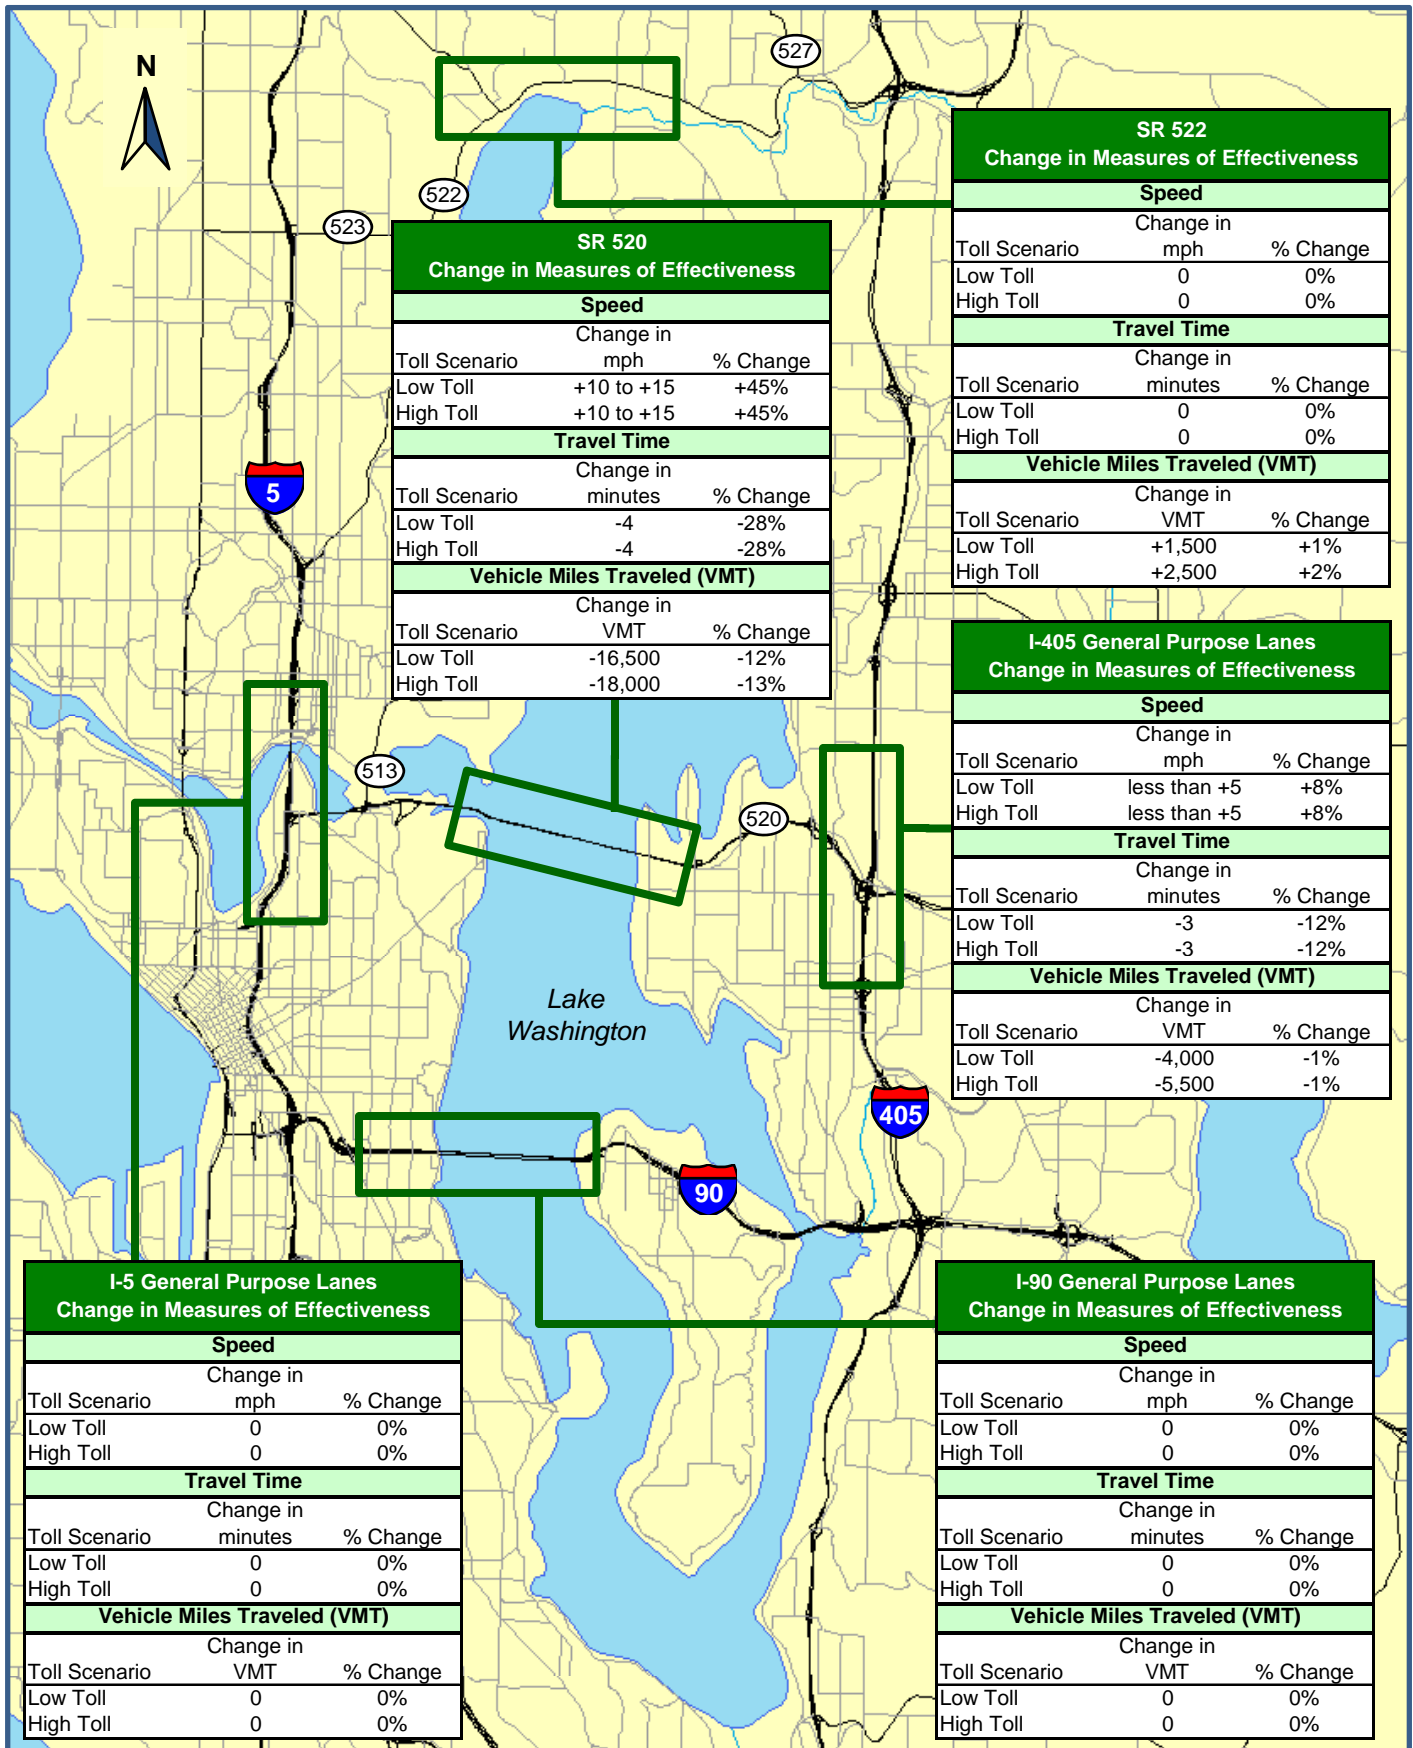 N
527
522
523
SR 522
Change in Measures of Effectiveness
Speed
Change in
Toll Scenario mph % Change
Low Toll 0 0%
High Toll 0 0%
Travel Time
Change in
Toll Scenario minutes % Change
Low Toll 0 0%
High Toll 0 0%
Vehicle Miles Traveled (VMT)
Change in
Toll Scenario VMT % Change
Low Toll +1,500 +1%
High Toll +2,500 +2%
SR 520
Change in Measures of Effectiveness
Speed
Change in
Toll Scenario mph % Change
Low Toll +10 to +15 +45%
High Toll +10 to +15 +45%
Travel Time
Change in
Toll Scenario minutes % Change
Low Toll -4 -28%
High Toll -4 -28%
Vehicle Miles Traveled (VMT)
Change in
Toll Scenario VMT % Change
Low Toll -16,500 -12%
High Toll -18,000 -13%
5
I-405 General Purpose Lanes
Change in Measures of Effectiveness
Speed
Change in
Toll Scenario mph % Change
Low Toll less than +5 +8%
High Toll less than +5 +8%
Travel Time
Change in
Toll Scenario minutes % Change
Low Toll -3 -12%
High Toll -3 -12%
Vehicle Miles Traveled (VMT)
Change in
Toll Scenario VMT % Change
Low Toll -4,000 -1%
High Toll -5,500 -1%
513
520
Lake
Washington
405
90
I-5 General Purpose Lanes
Change in Measures of Effectiveness
Speed
Change in
Toll Scenario mph % Change
Low Toll 0 0%
High Toll 0 0%
Travel Time
Change in
Toll Scenario minutes % Change
Low Toll 0 0%
High Toll 0 0%
Vehicle Miles Traveled (VMT)
Change in
Toll Scenario VMT % Change
Low Toll 0 0%
High Toll 0 0%
I-90 General Purpose Lanes
Change in Measures of Effectiveness
Speed
Change in
Toll Scenario mph % Change
Low Toll 0 0%
High Toll 0 0%
Travel Time
Change in
Toll Scenario minutes % Change
Low Toll 0 0%
High Toll 0 0%
Vehicle Miles Traveled (VMT)
Change in
Toll Scenario VMT % Change
Low Toll 0 0%
High Toll 0 0%